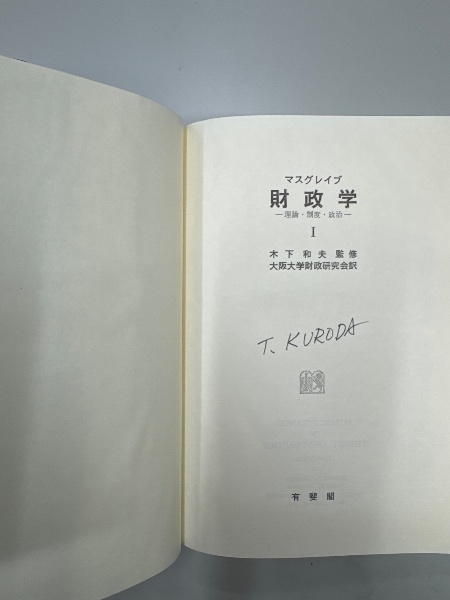 マスグレイブ
財政学
—理論・制度・政治—
I
木下和夫監修
大阪大学財政研究会訳
T. KURODA
有斐閣